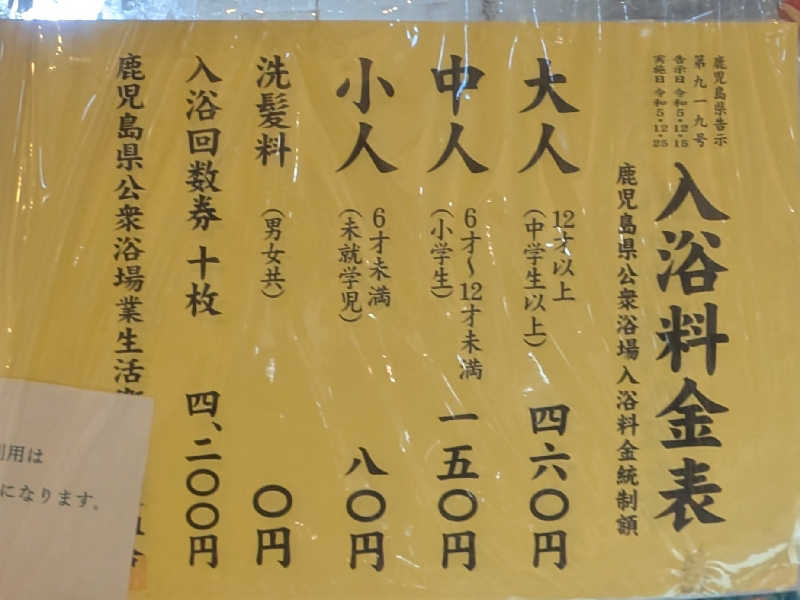 鹿児島県告示
第九一九号
告示日 令和5・12・15
実施日 令和5・12・25
入浴料金表
鹿児島県公衆浴場入浴料金統制額
大人 12才以上 四六〇円
(中学生以上)
中人 6才～12才未満 一五〇円
(小学生)
小人 6才未満 八〇円
(未就学児)
洗髪料 (男女共) 〇円
入浴回数券 十枚 四、二〇〇円
鹿児島県公衆浴場業生活
用は
になります。